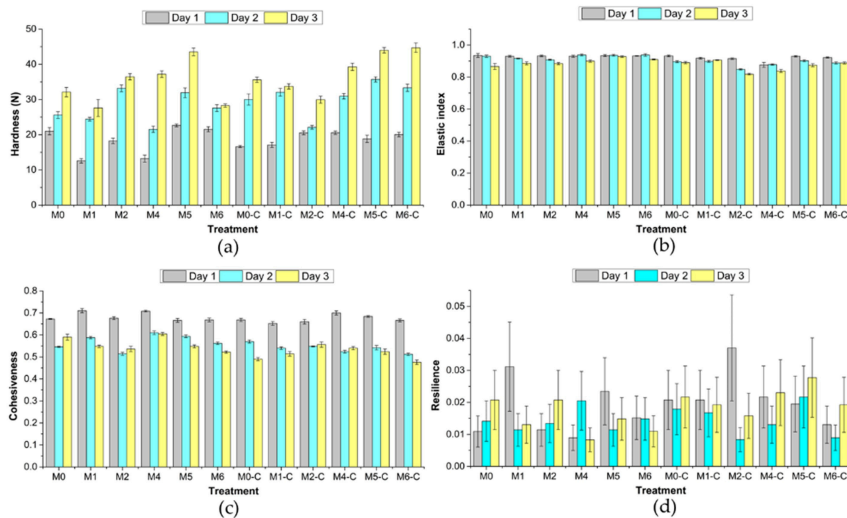 Day 1 Day 2 Day 3
50
40
30
20
10
0
Hardness (N)
M0 M1 M2 M4 M5 M6 M0-C M1-C M2-C M4-C M5-C M6-C
Treatment
(a)
Day 1 Day 2 Day 3
1.0
0.8
0.6
0.4
0.2
0.0
Elastic index
M0 M1 M2 M4 M5 M6 M0-C M1-C M2-C M4-C M5-C M6-C
Treatment
(b)
Day 1 Day 2 Day 3
0.8
0.7
0.6
0.5
0.4
0.3
0.2
0.1
0.0
Cohesiveness
M0 M1 M2 M4 M5 M6 M0-C M1-C M2-C M4-C M5-C M6-C
Treatment
(c)
Day 1 Day 2 Day 3
0.05
0.04
0.03
0.02
0.01
0.00
Resilience
M0 M1 M2 M4 M5 M6 M0-C M1-C M2-C M4-C M5-C M6-C
Treatment
(d)